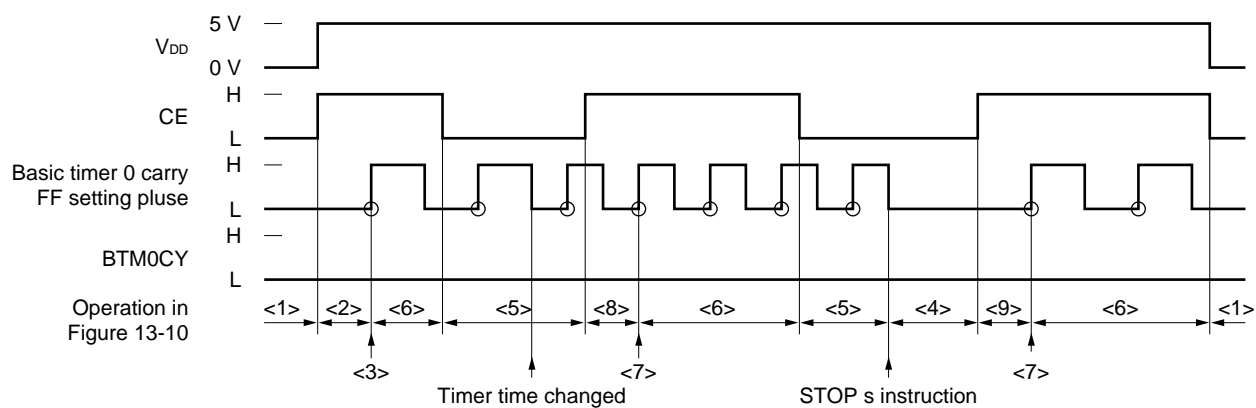 5 V
VDD
0 V
H
CE
L
H
Basic timer 0 carry
FF setting pluse
L
H
BTM0CY
L
Operation in
Figure 13-10
<1> <2> <6> <5> <8> <6> <5> <4> <9> <6> <1>
<3> <7> <7>
Timer time changed STOP s instruction